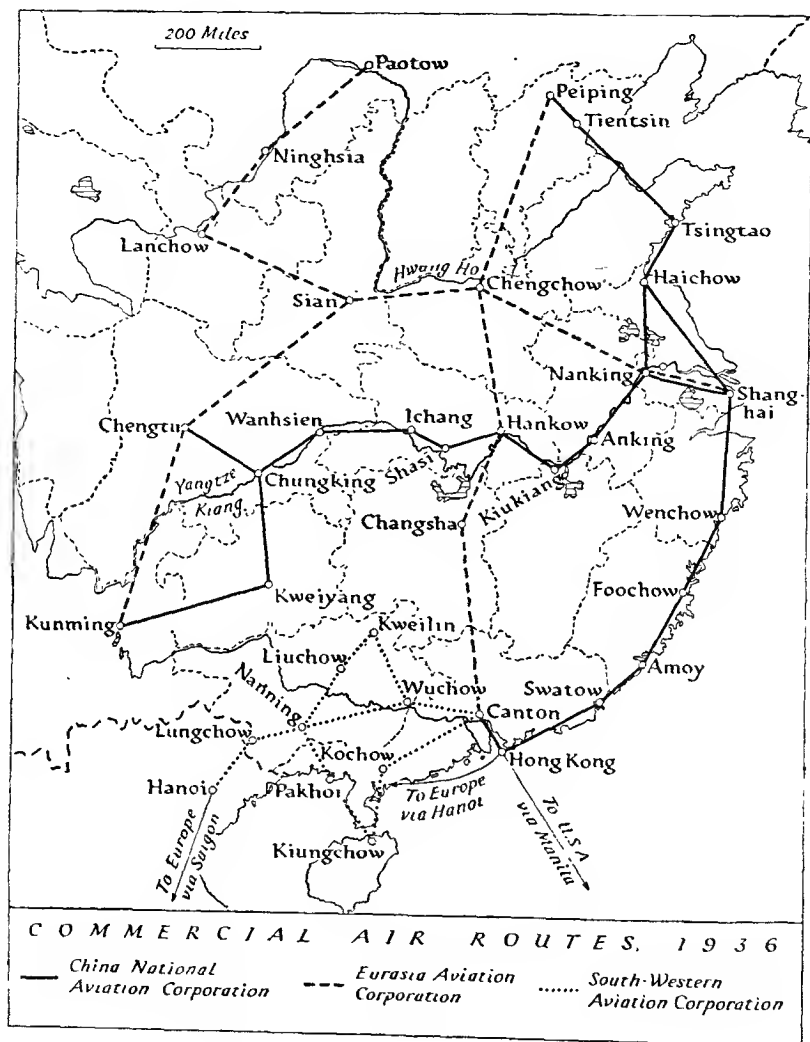 200 Miles
Paotow
Peiping
Tientsin
Ninghsia
Tsingtao
Lanchow
Hwang Ho
Haichow
Chengchow
Sian
Nanking
Shang-
hai
Chengtu
Wanhsien
Ichang
Hankow
Anking
Shasi
Yangtze
Kiang
Chungking
Kiukiang
Changsha
Wenchow
Kweiyang
Foochow
Kunming
Kweilin
Liuchow
Amoy
Nanning
Wuchow
Swatow
Canton
Lungchow
Kochow
Hong Kong
Hanoi
Pakhoi
To Europe
via Hanoi
To U.S.A
via Manila
To Europe
via Saigon
Kiungchow
COMMERCIAL AIR ROUTES, 1936
China National
Aviation Corporation
Eurasia Aviation
Corporation
South-Western
Aviation Corporation